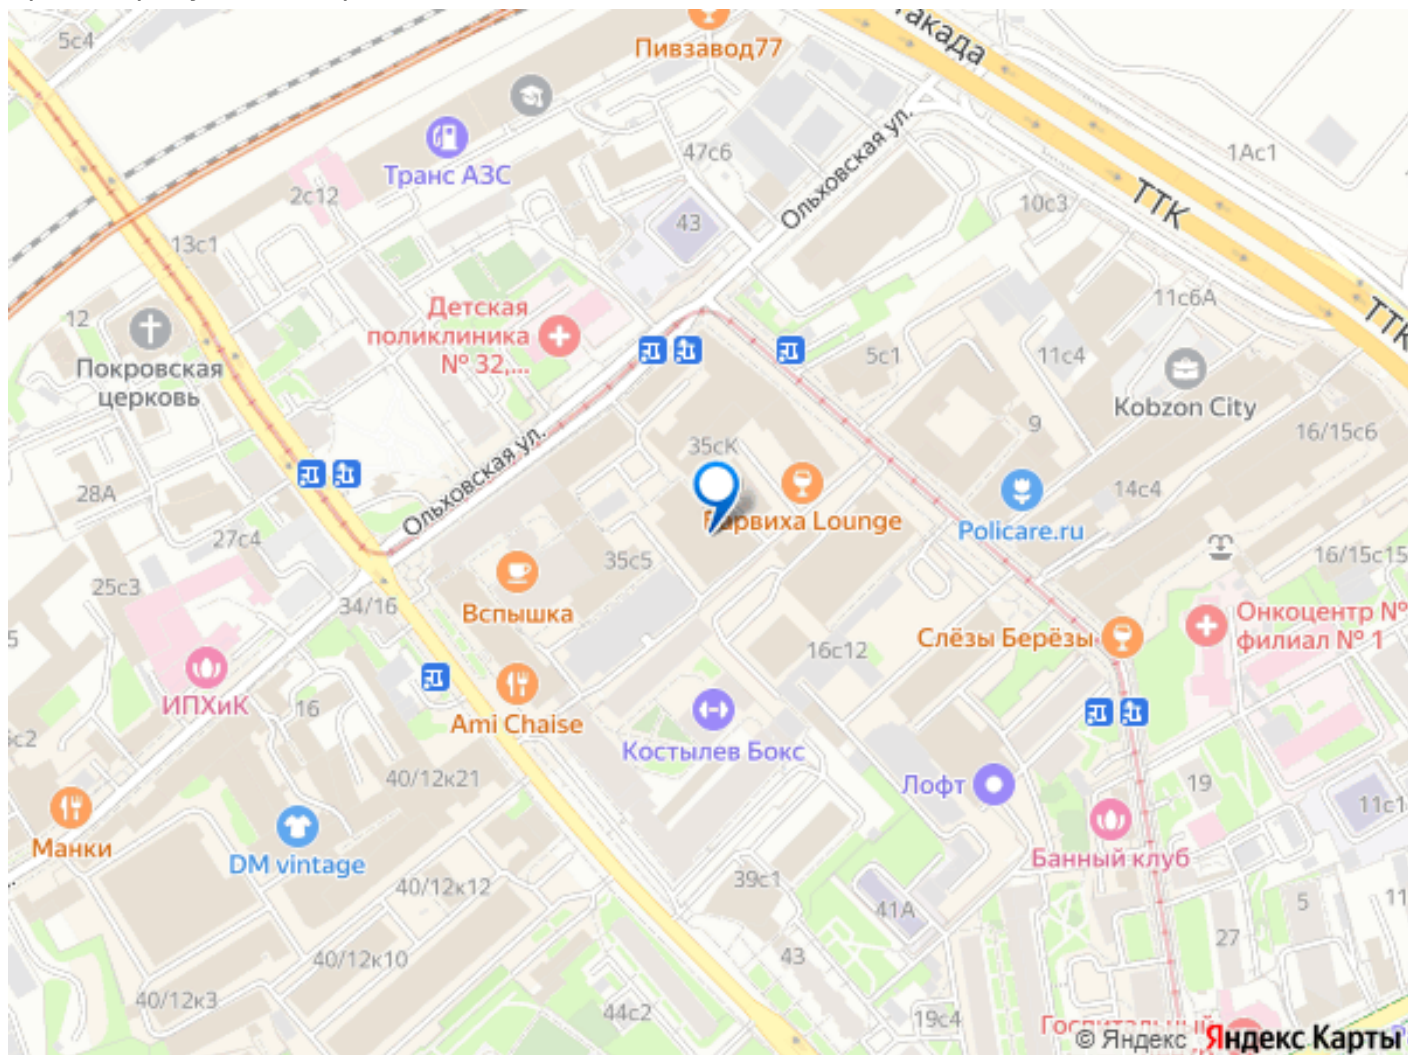 5с4
Пивзавод77
Транс АЗС
2с12
47с6
43
Ольховская ул.
ТТК
1Ас1
10с3
13с1
12
Покровская
церковь
Детская
поликлиника
№ 32,...
11с6А
ТТК
5с1
11с4
Kobzon City
9
16/15с6
35сК
Ольховская ул.
28А
27с4
Lounge
Policare.ru
14с4
25с3
34/16
Вспышка
35с5
16с12
Слёзы Берёзы
16/15с15
Онкоцентр №
филиал № 1
5
ИПХиК
16
Ami Chaise
Костылев Бокс
40/12к21
Лофт
19
Манки
DM vintage
Банный клуб
40/12к12
39с1
41А
5
11
27
40/12к10
43
40/12к3
44с2
19с4
© Яндекс
Яндекс Карты